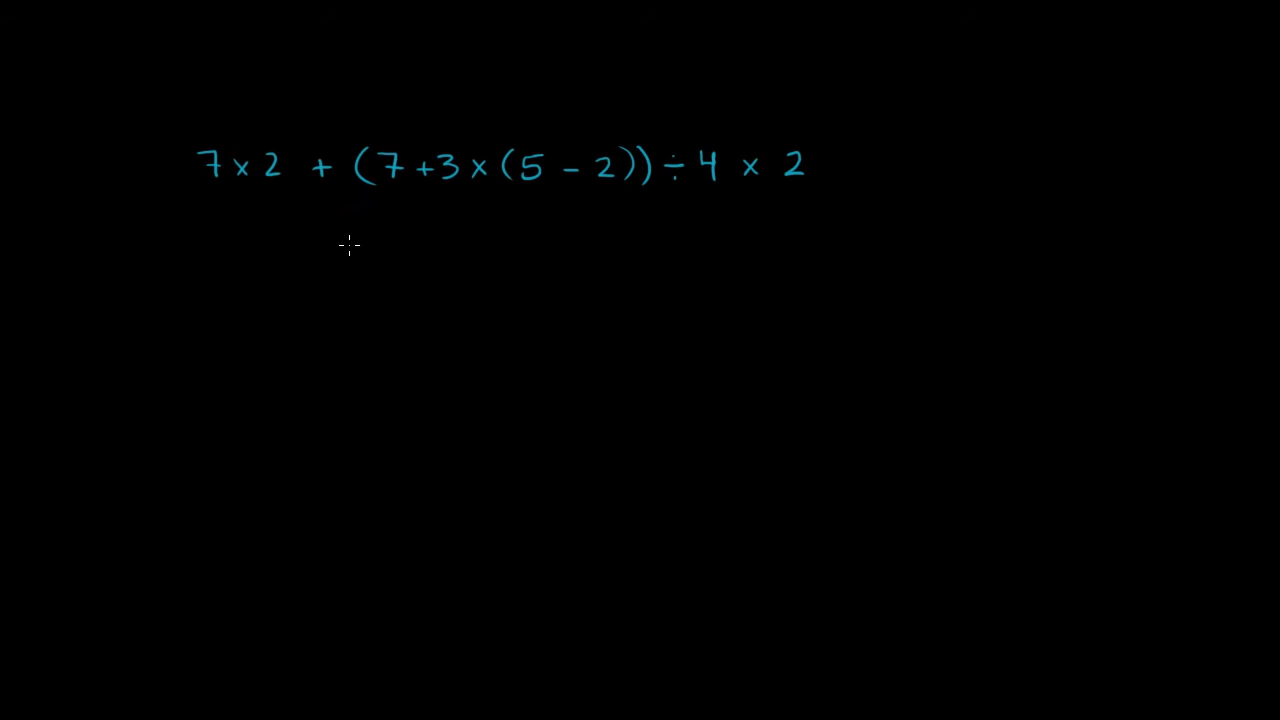 7 × 2 + (7 + 3 × (5 − 2)) ÷ 4 × 2